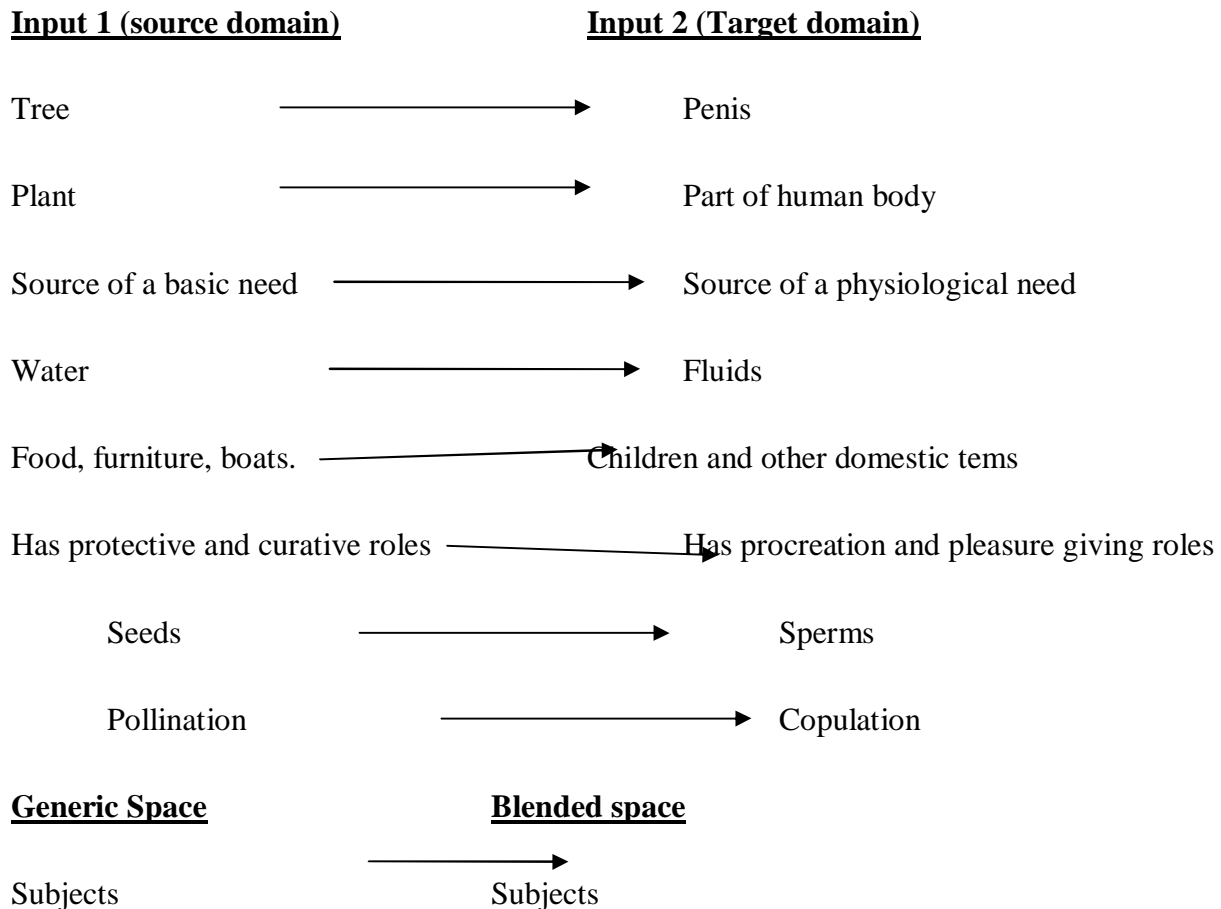 Input 1 (source domain) Input 2 (Target domain)
Tree Penis
Plant Part of human body
Source of a basic need Source of a physiological need
Water Fluids
Food, furniture, boats. Children and other domestic tems
Has protective and curative roles Has procreation and pleasure giving roles
Seeds Sperms
Pollination Copulation
Generic Space Blended space
Subjects Subjects